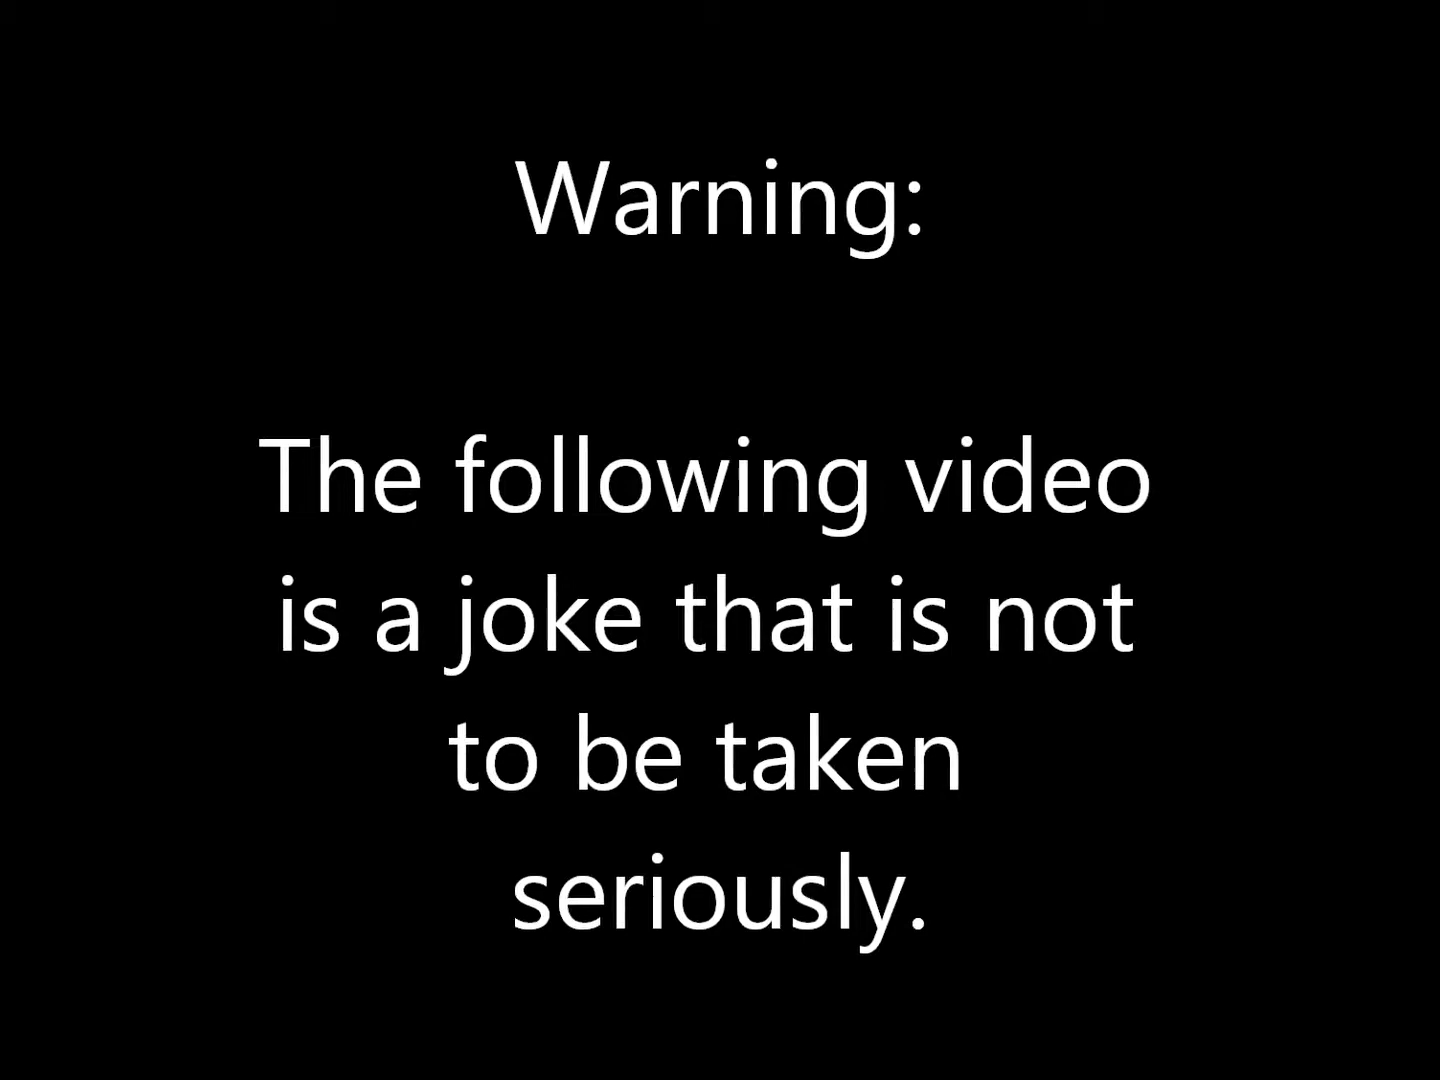 Warning:
The following video
is a joke that is not
to be taken
seriously.